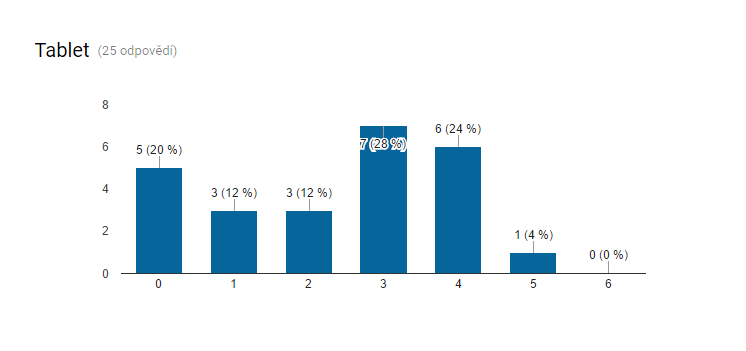 Tablet (25 odpovědí)
8
6
4
2
0
5 (20 %)
3 (12 %)
3 (12 %)
7 (28 %)
6 (24 %)
1 (4 %)
0 (0 %)
0 1 2 3 4 5 6